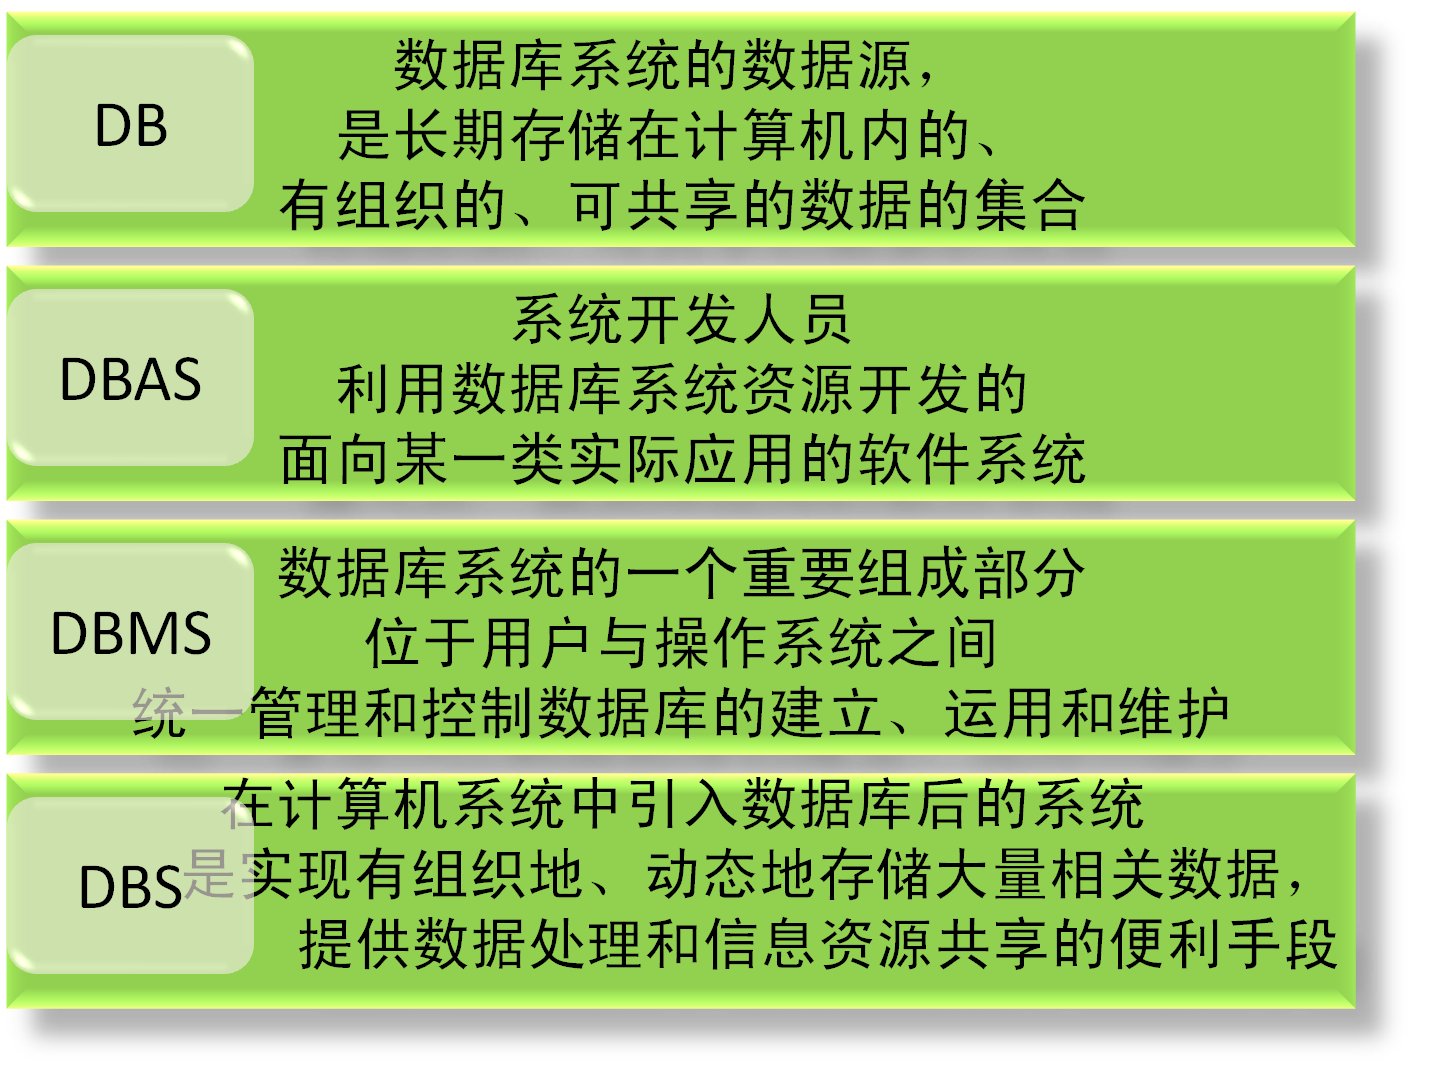 DB
数据库系统的数据源，
是长期存储在计算机内的、
有组织的、可共享的数据的集合
DBAS
系统开发人员
利用数据库系统资源开发的
面向某一类实际应用的软件系统
DBMS
数据库系统的一个重要组成部分
位于用户与操作系统之间
统一管理和控制数据库的建立、运用和维护
DBS
在计算机系统中引入数据库后的系统
是实现有组织地、动态地存储大量相关数据，
提供数据处理和信息资源共享的便利手段